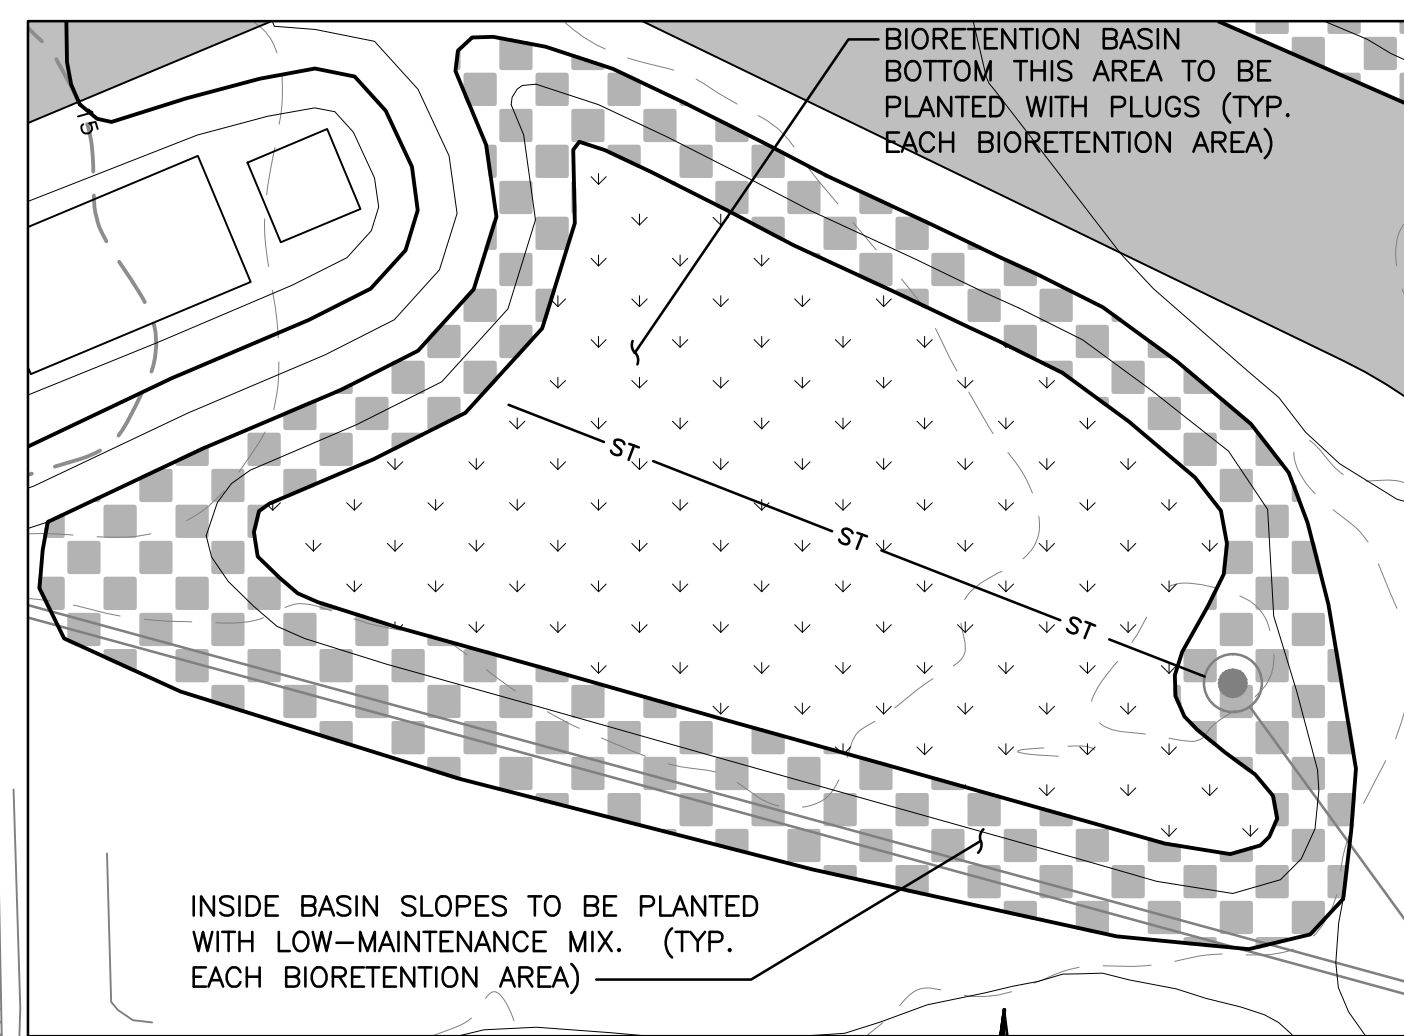 BIORETENTION BASIN
BOTTOM THIS AREA TO BE
PLANTED WITH PLUGS (TYP.
EACH BIORETENTION AREA)
15
ST
ST
ST
INSIDE BASIN SLOPES TO BE PLANTED
WITH LOW-MAINTENANCE MIX. (TYP.
EACH BIORETENTION AREA)